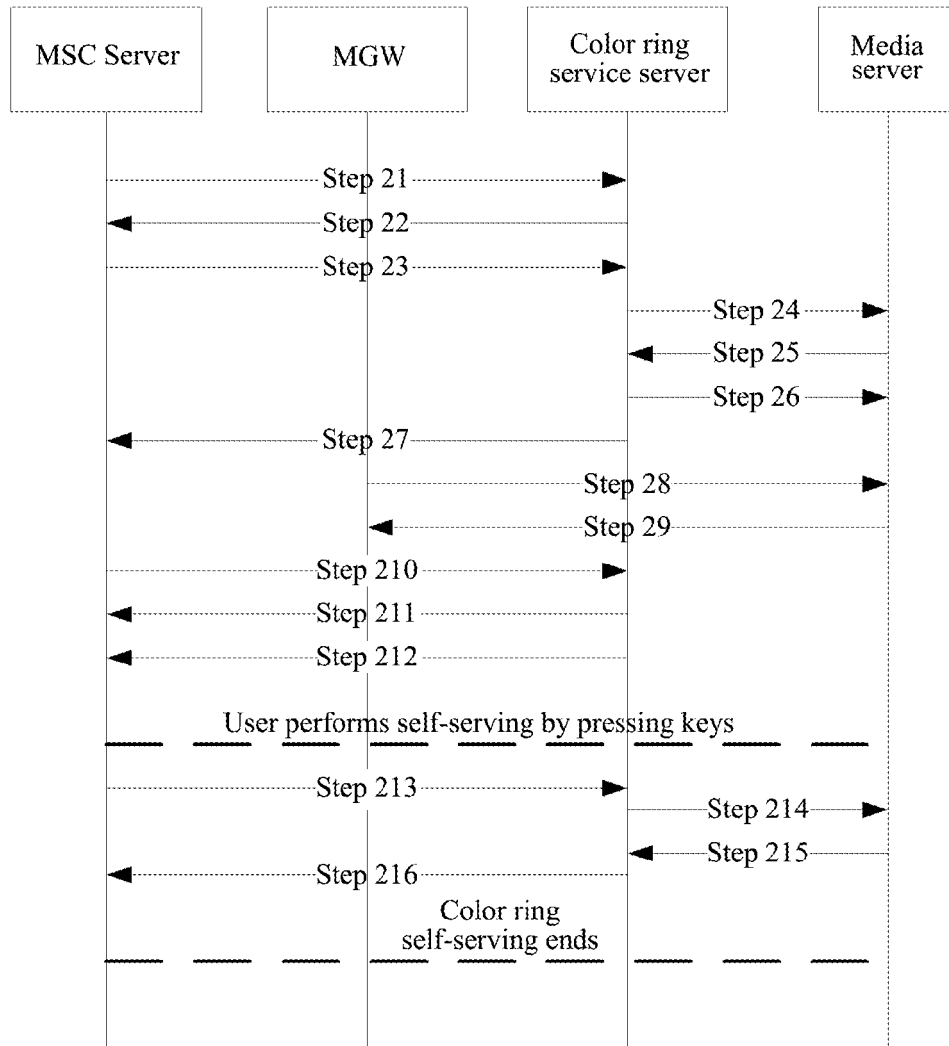 MSC Server
MGW
Color ring
service server
Media
server
Step 21
Step 22
Step 23
Step 24
Step 25
Step 26
Step 27
Step 28
Step 29
Step 210
Step 211
Step 212
User performs self-serving by pressing keys
Step 213
Step 214
Step 215
Step 216
Color ring
self-serving ends